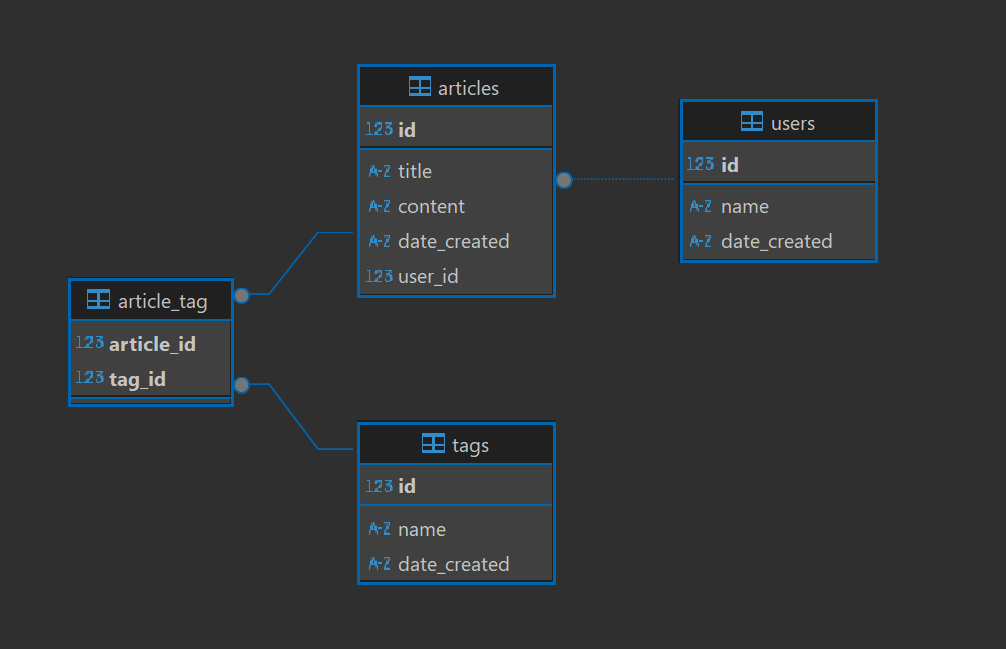 articles
123 id
A-Z title
A-Z content
A-Z date_created
123 user_id
users
123 id
A-Z name
A-Z date_created
article_tag
123 article_id
123 tag_id
tags
123 id
A-Z name
A-Z date_created